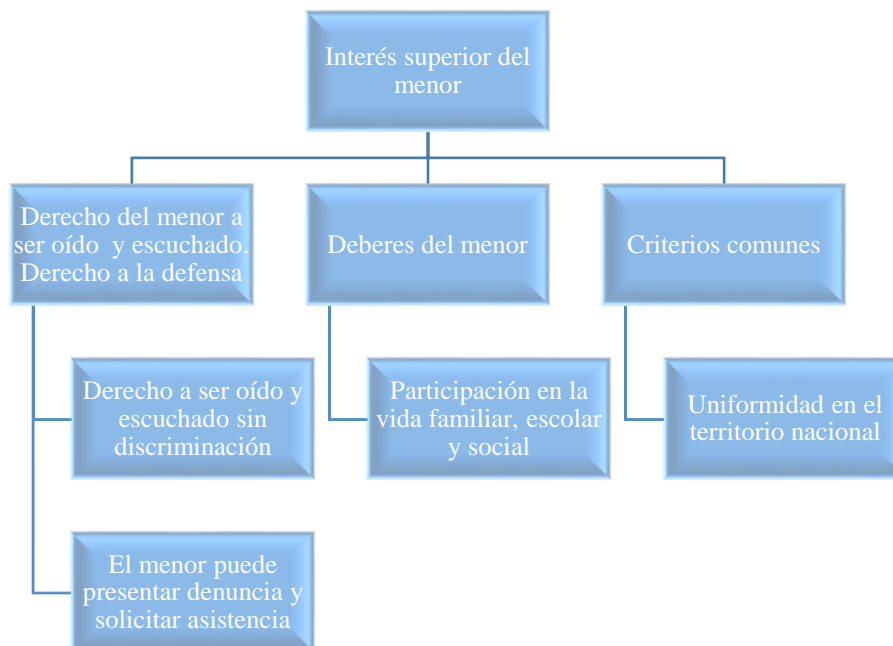 Interés superior del
menor
Derecho del menor a
ser oído y escuchado.
Derecho a la defensa
Deberes del menor
Criterios comunes
Derecho a ser oído y
escuchado sin
discriminación
Participación en la
vida familiar, escolar
y social
Uniformidad en el
territorio nacional
El menor puede
presentar denuncia y
solicitar asistencia